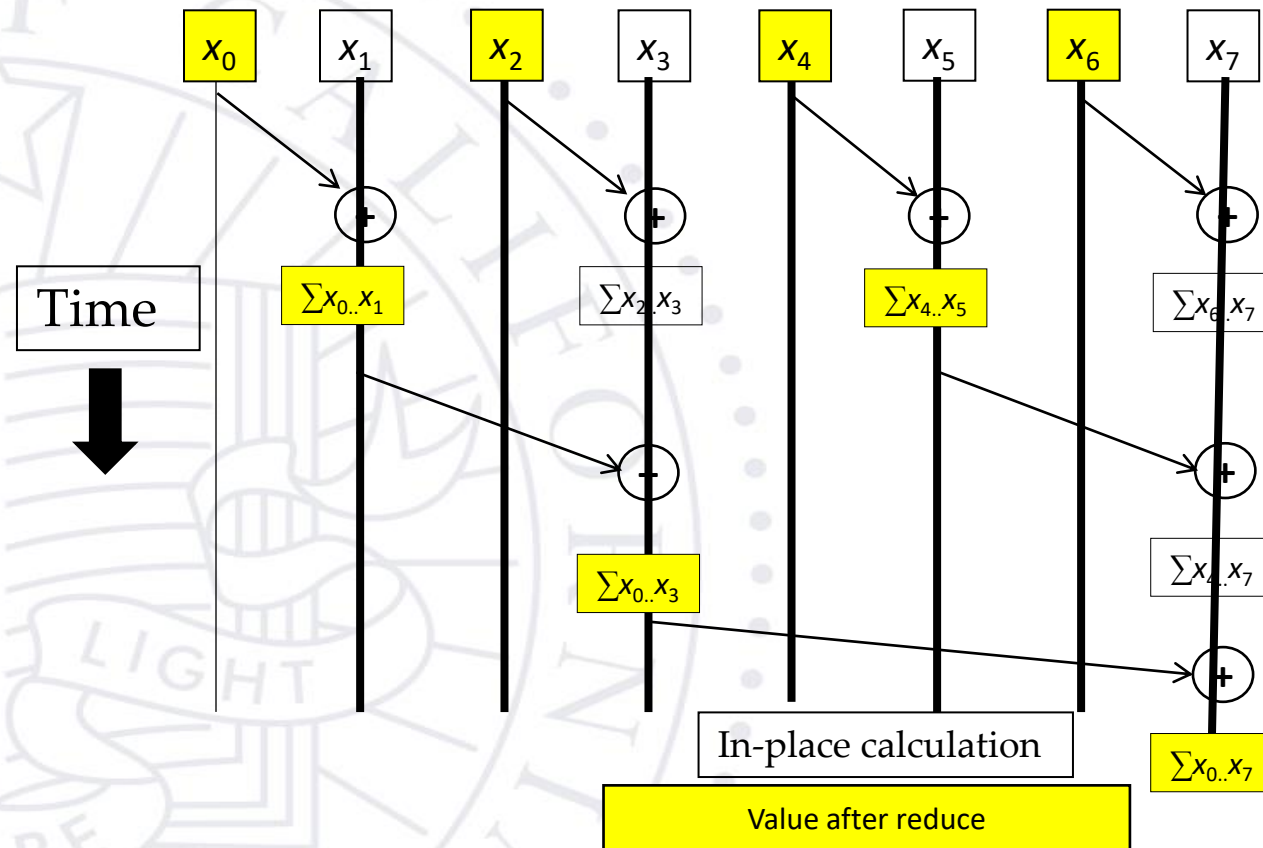 x₀ x₁ x₂ x₃ x₄ x₅ x₆ x₇
+ + + +
Time
∑x₀..x₁ ∑x₂..x₃ ∑x₄..x₅ ∑x₆..x₇
+ +
∑x₀..x₃ ∑x₄..x₇
+
In-place calculation
∑x₀..x₇
Value after reduce
LIGHT